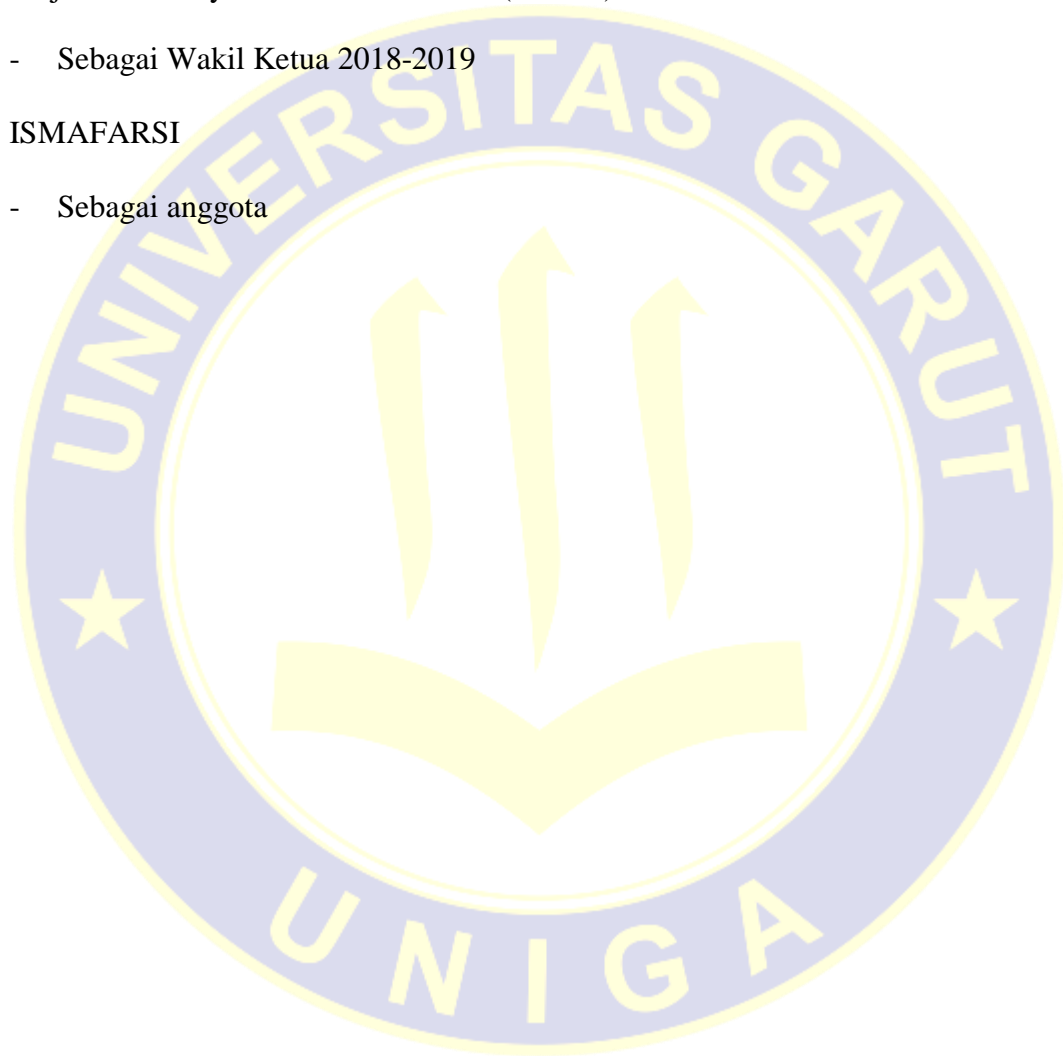 - Sebagai Wakil Ketua 2018-2019
ISMAFARSI
- Sebagai anggota
UNIVERSITAS GARUT
UNIGA